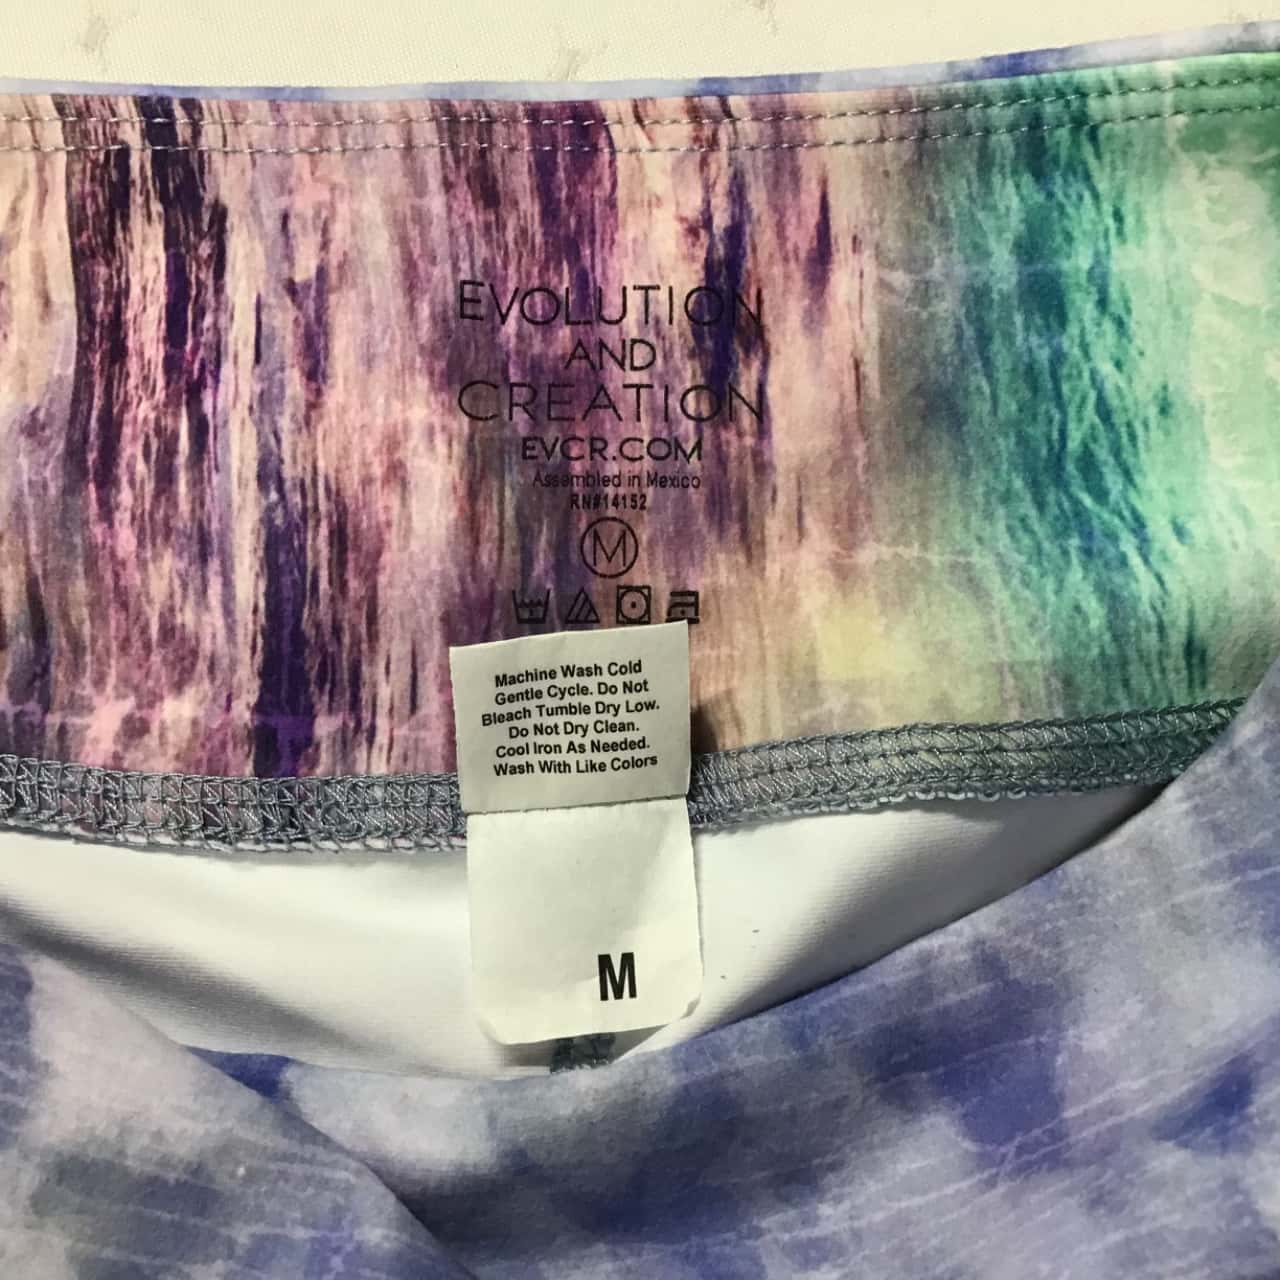 EVOLUTION
AND
CREATION
EVCR.COM
Assembled in Mexico
RN#14152
M
Machine Wash Cold
Gentle Cycle. Do Not
Bleach Tumble Dry Low.
Do Not Dry Clean.
Cool Iron As Needed.
Wash With Like Colors
M